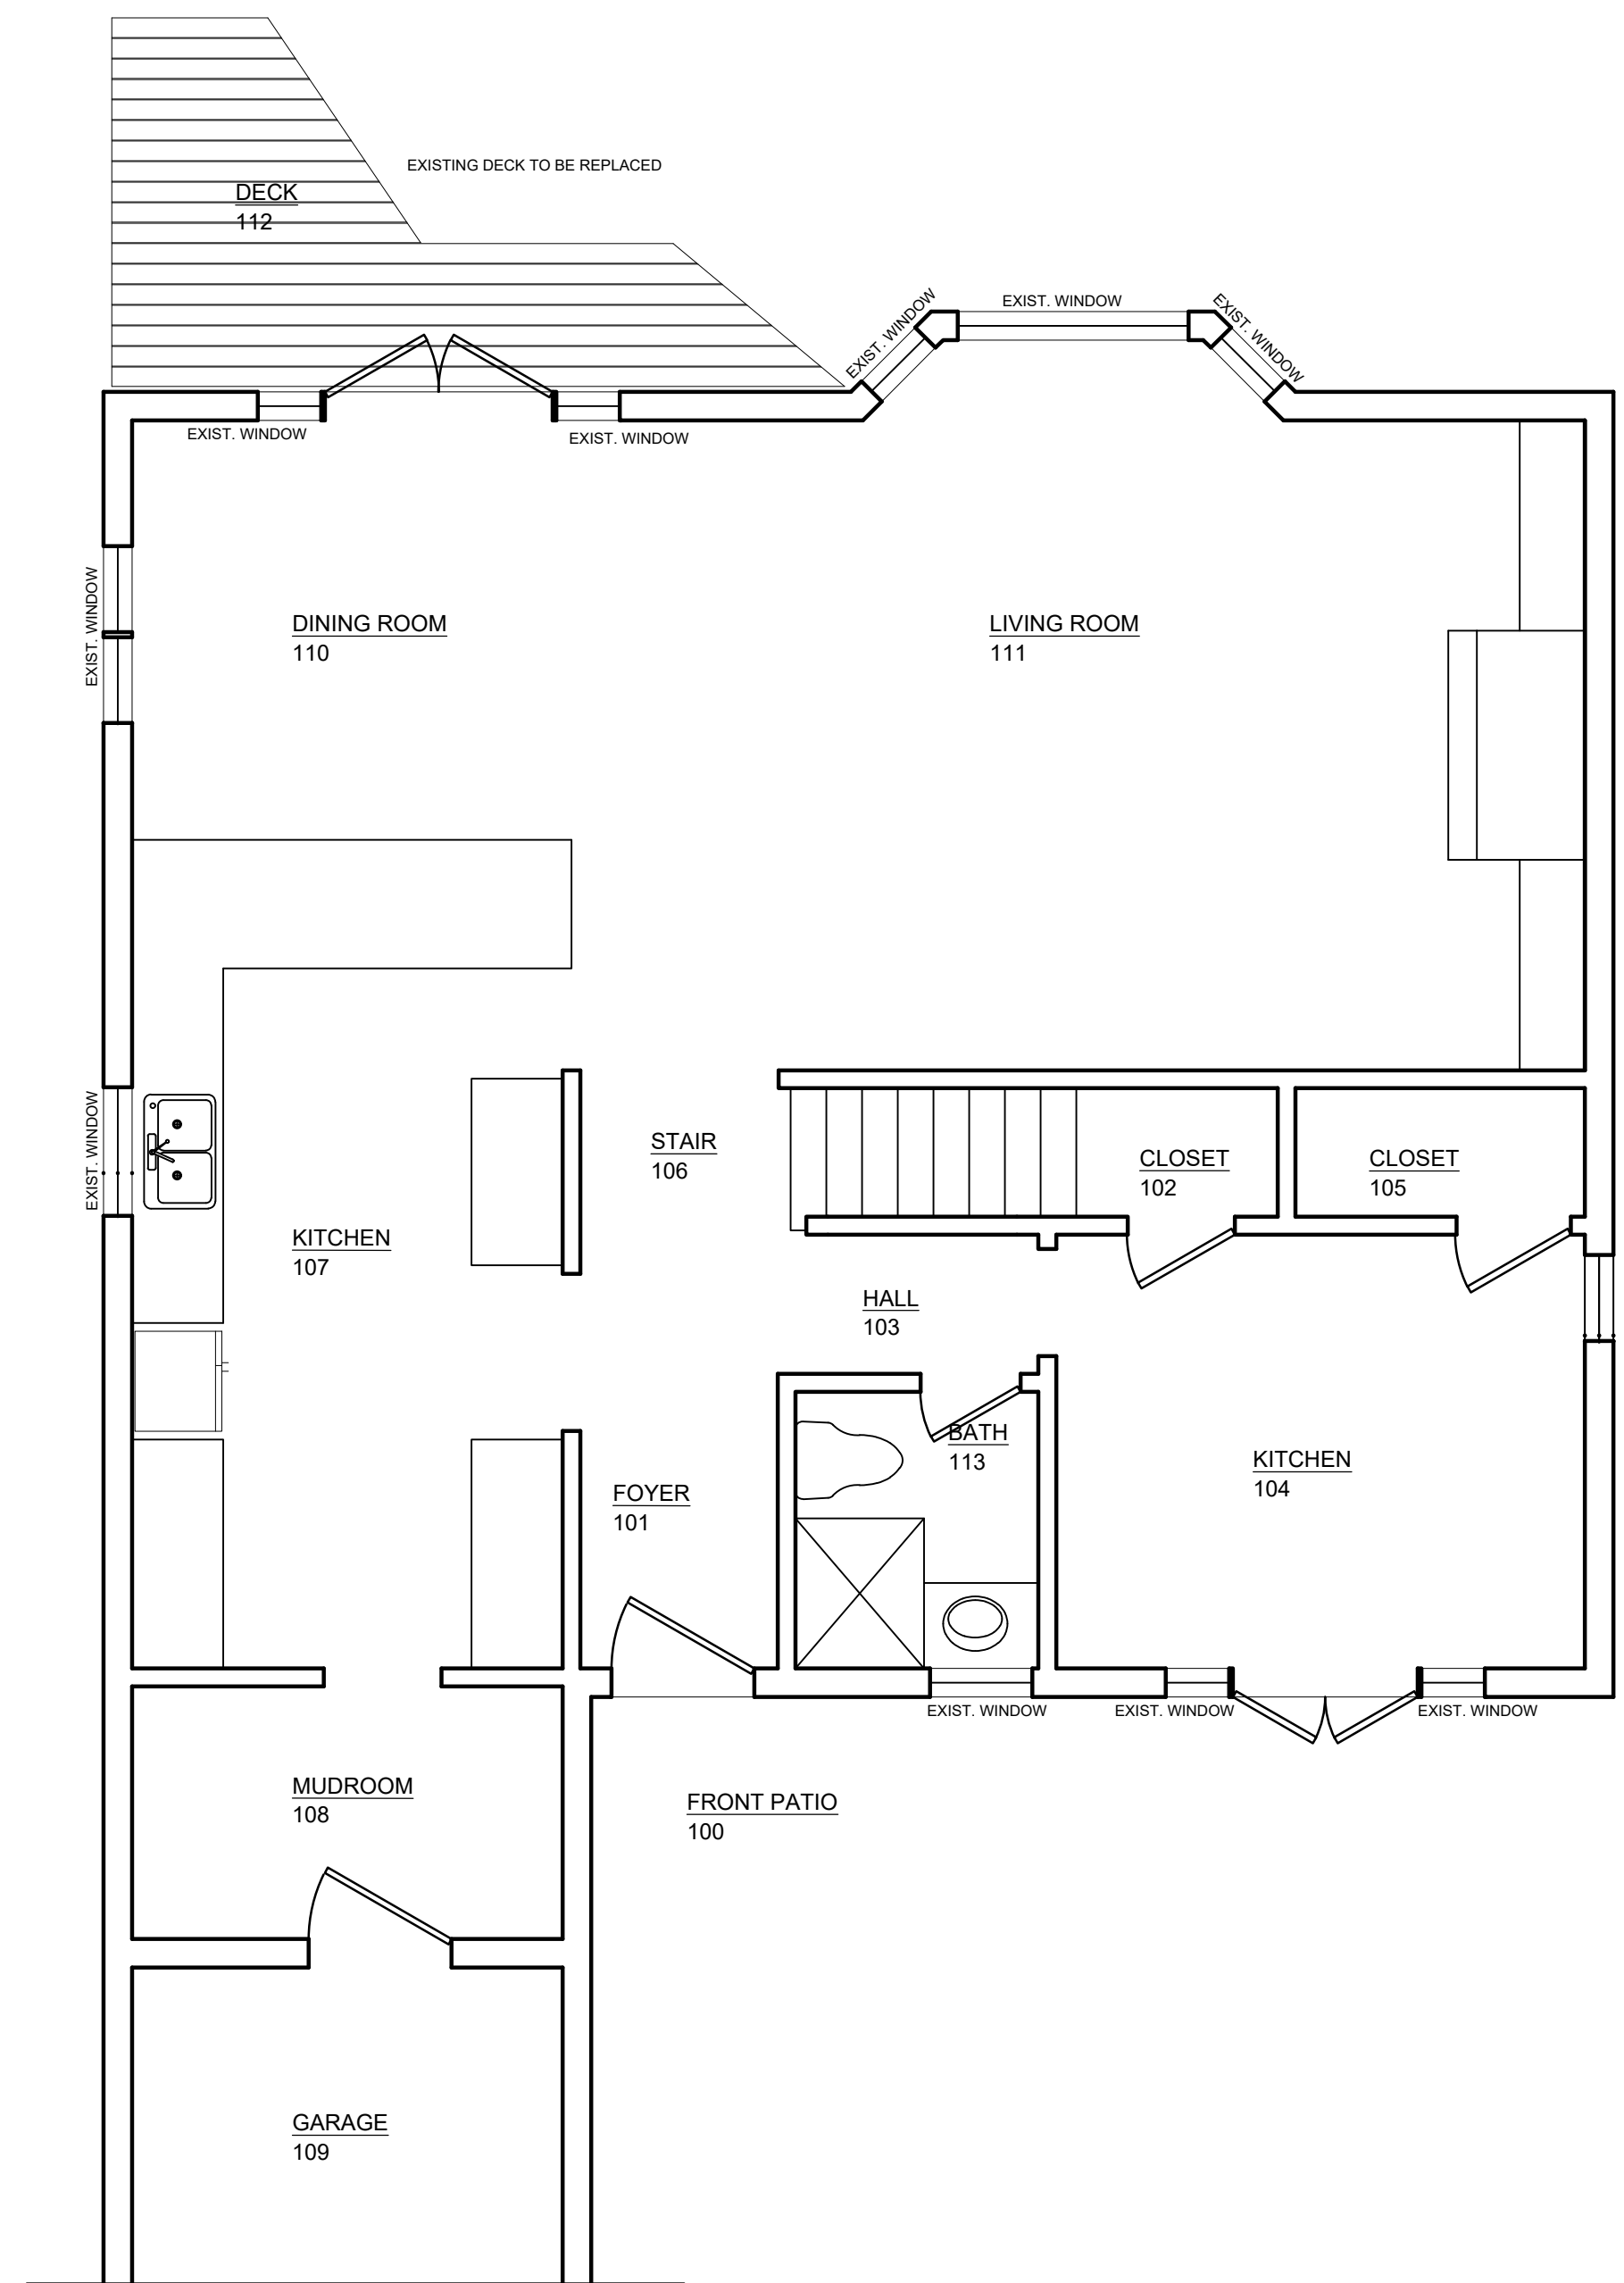 EXISTING DECK TO BE REPLACED
DECK
112
EXIST. WINDOW
EXIST. WINDOW
EXIST. WINDOW
EXIST. WINDOW
EXIST. WINDOW
EXIST. WINDOW
DINING ROOM
110
LIVING ROOM
111
EXIST. WINDOW
STAIR
106
CLOSET
102
CLOSET
105
KITCHEN
107
HALL
103
BATH
113
KITCHEN
104
FOYER
101
EXIST. WINDOW
EXIST. WINDOW
EXIST. WINDOW
MUDROOM
108
FRONT PATIO
100
GARAGE
109